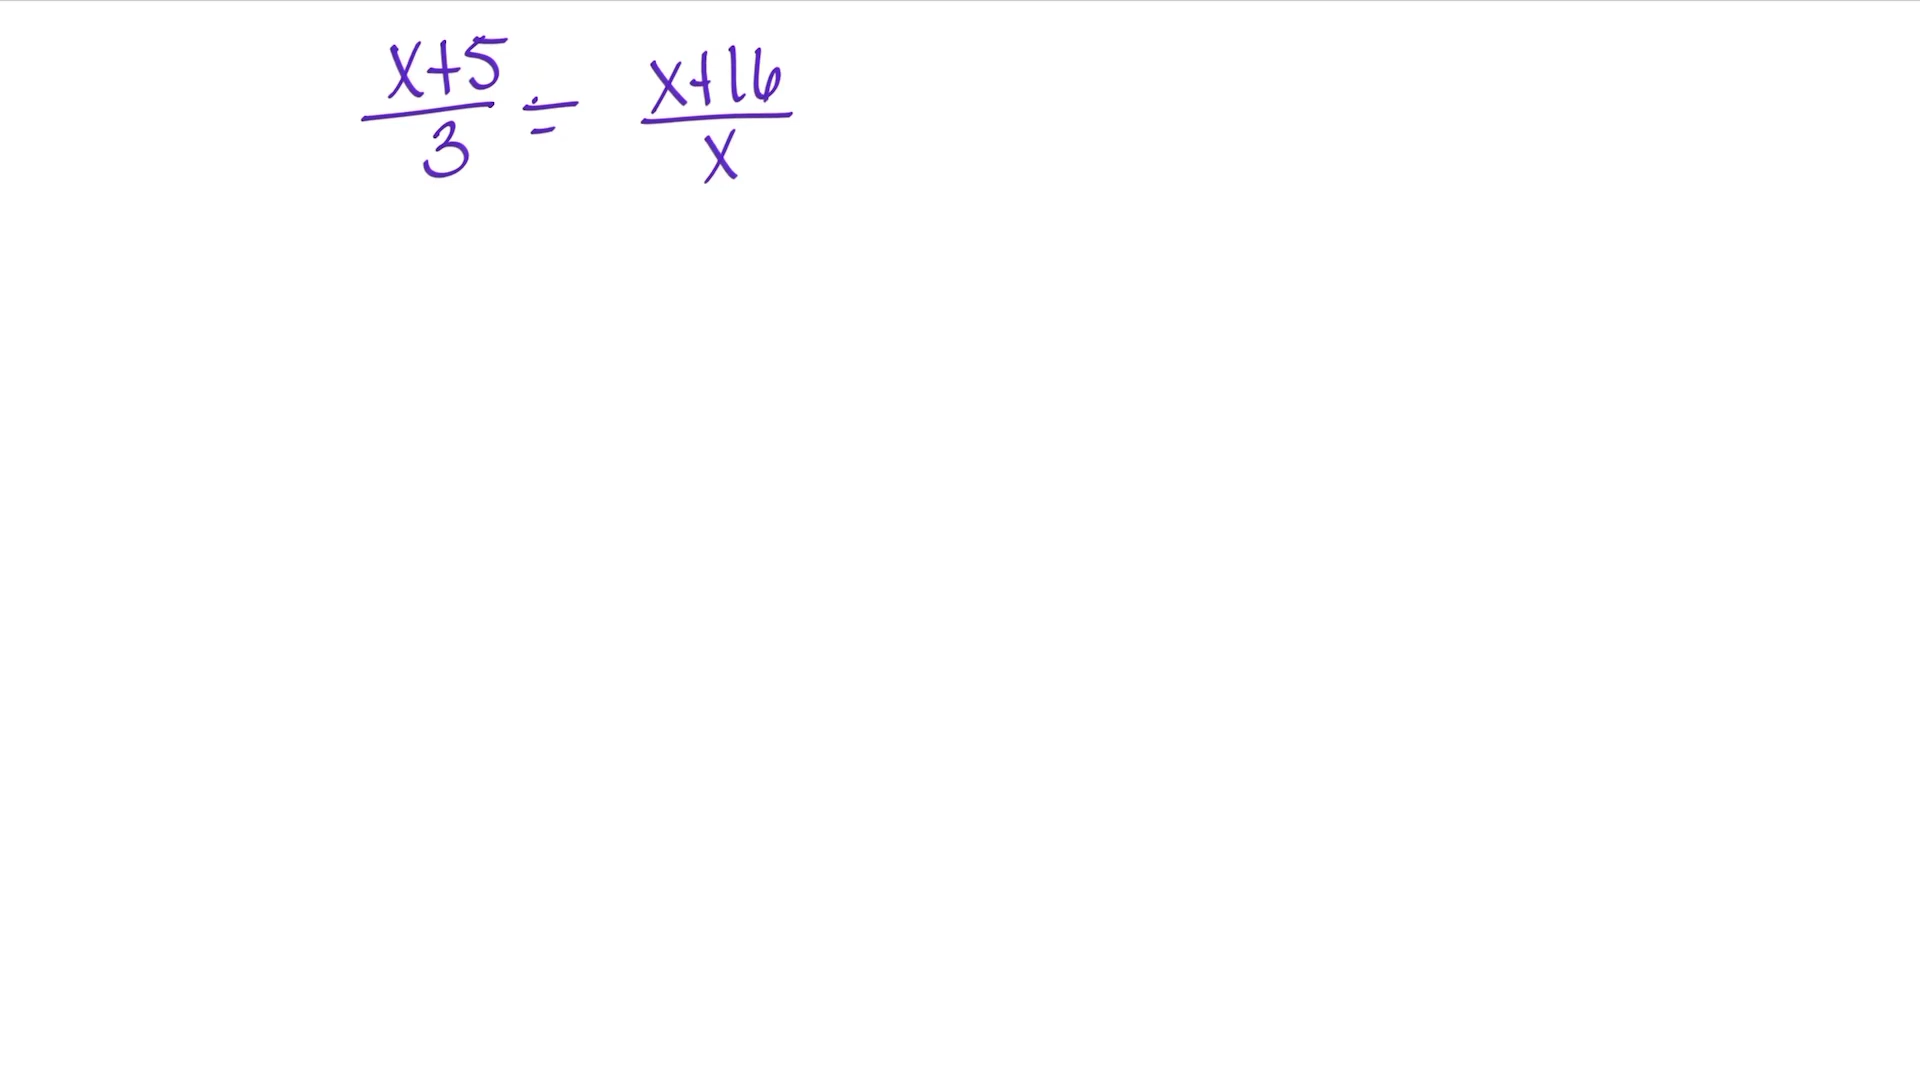 x+5/3 = x+16/x